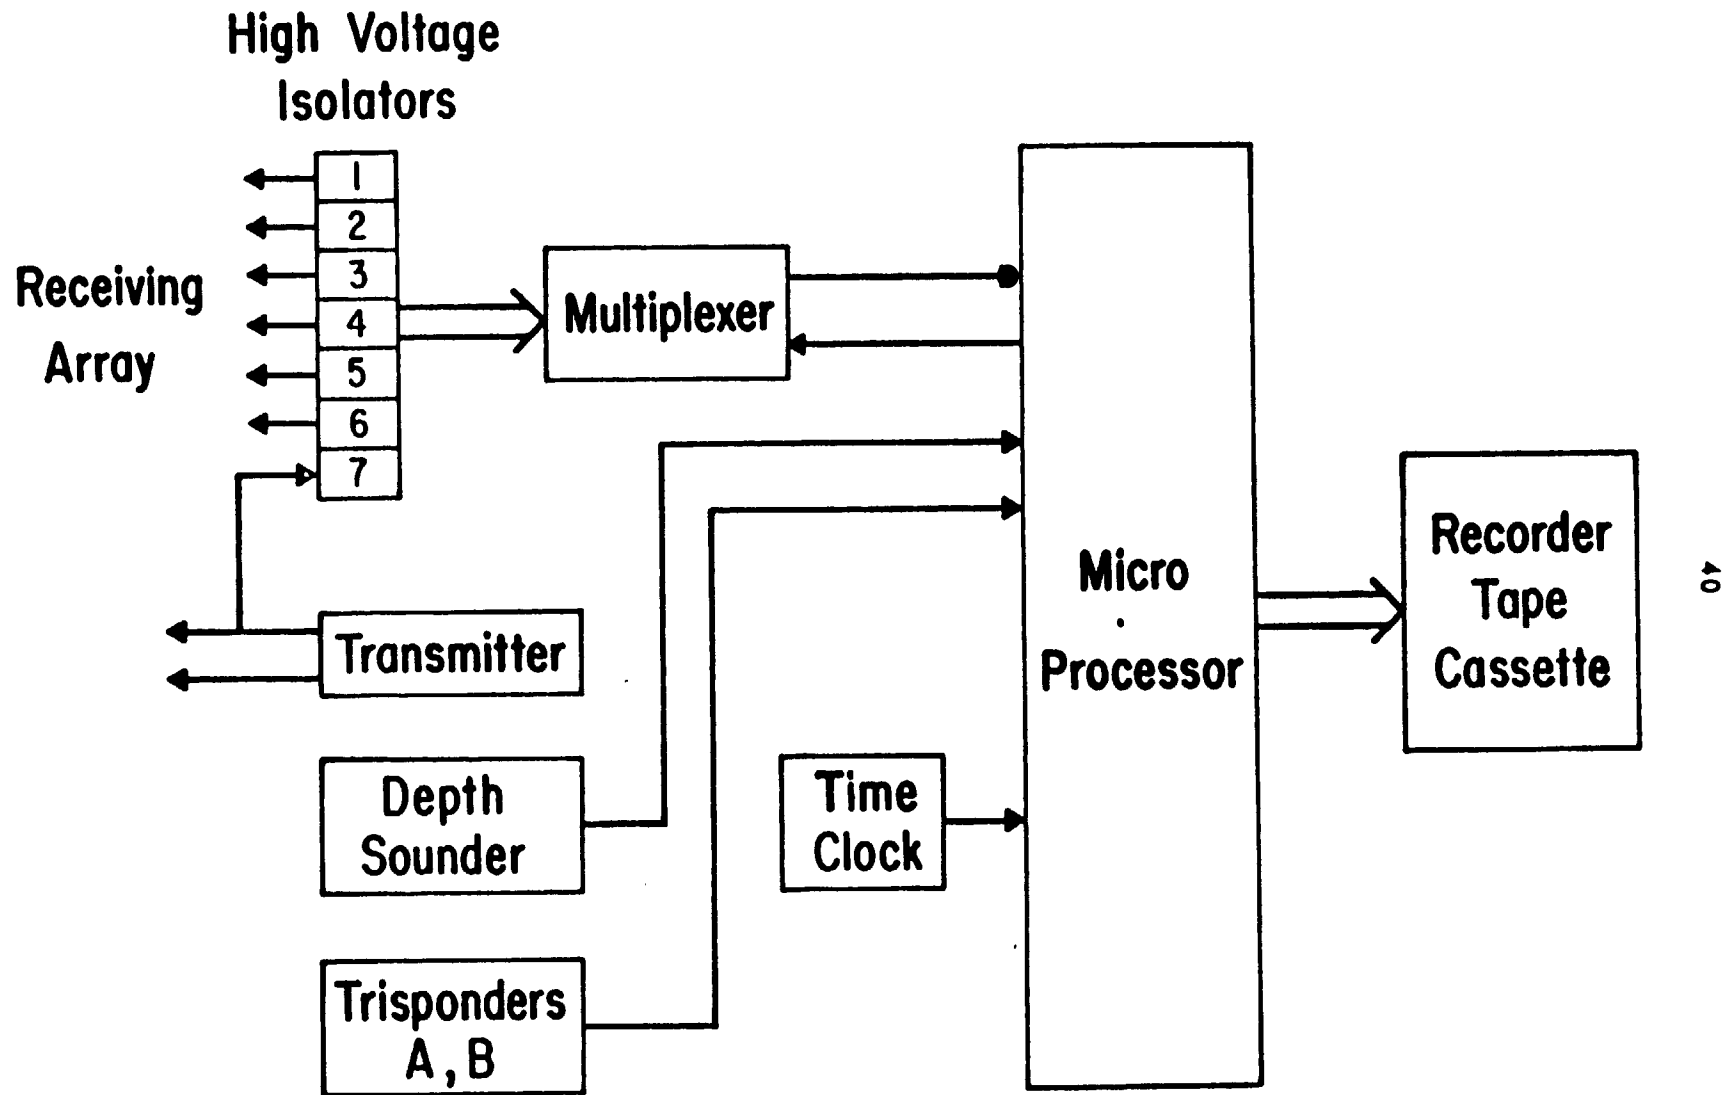 High Voltage
Isolators
1
2
3
4
5
6
7
Receiving
Array
Multiplexer
Transmitter
Depth
Sounder
Trisponders
A, B
Time
Clock
Micro
Processor
Recorder
Tape
Cassette
40